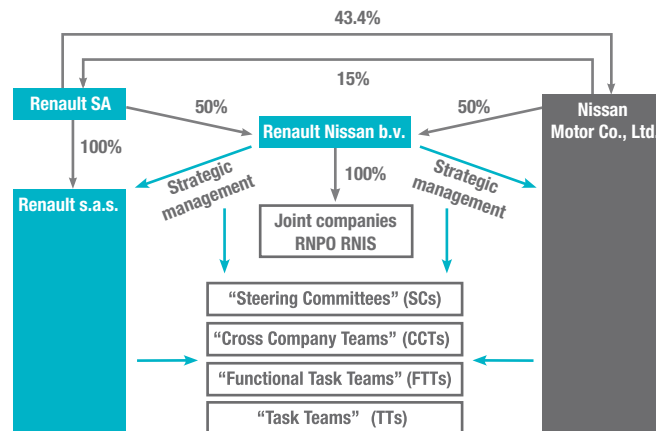 43.4%
15%
Renault SA
50%
50%
Nissan
Motor Co., Ltd.
Renault Nissan b.v.
100%
Strategic
management
100%
Strategic
management
Renault s.a.s.
Joint companies
RNPO RNIS
“Steering Committees” (SCs)
“Cross Company Teams” (CCTs)
“Functional Task Teams” (FTTs)
“Task Teams” (TTs)